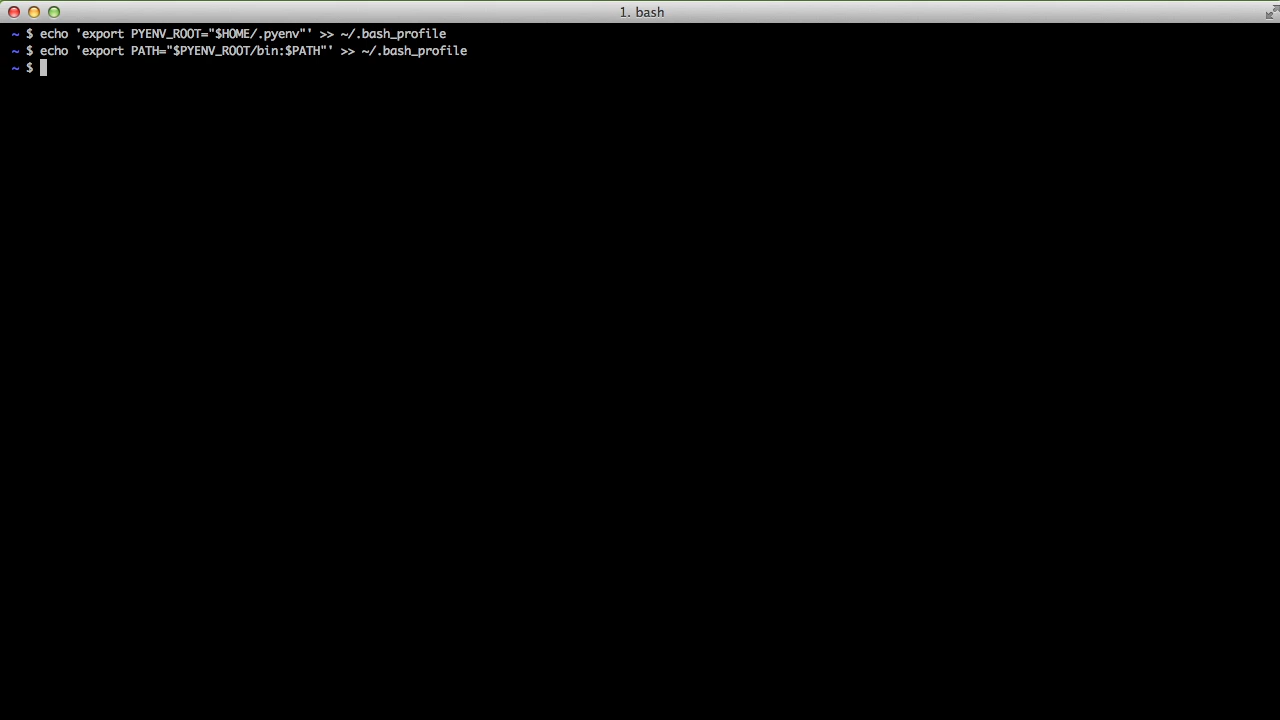 1. bash
~ $ echo 'export PYENV_ROOT="$HOME/.pyenv"' >> ~/.bash_profile
~ $ echo 'export PATH="$PYENV_ROOT/bin:$PATH"' >> ~/.bash_profile
~ $